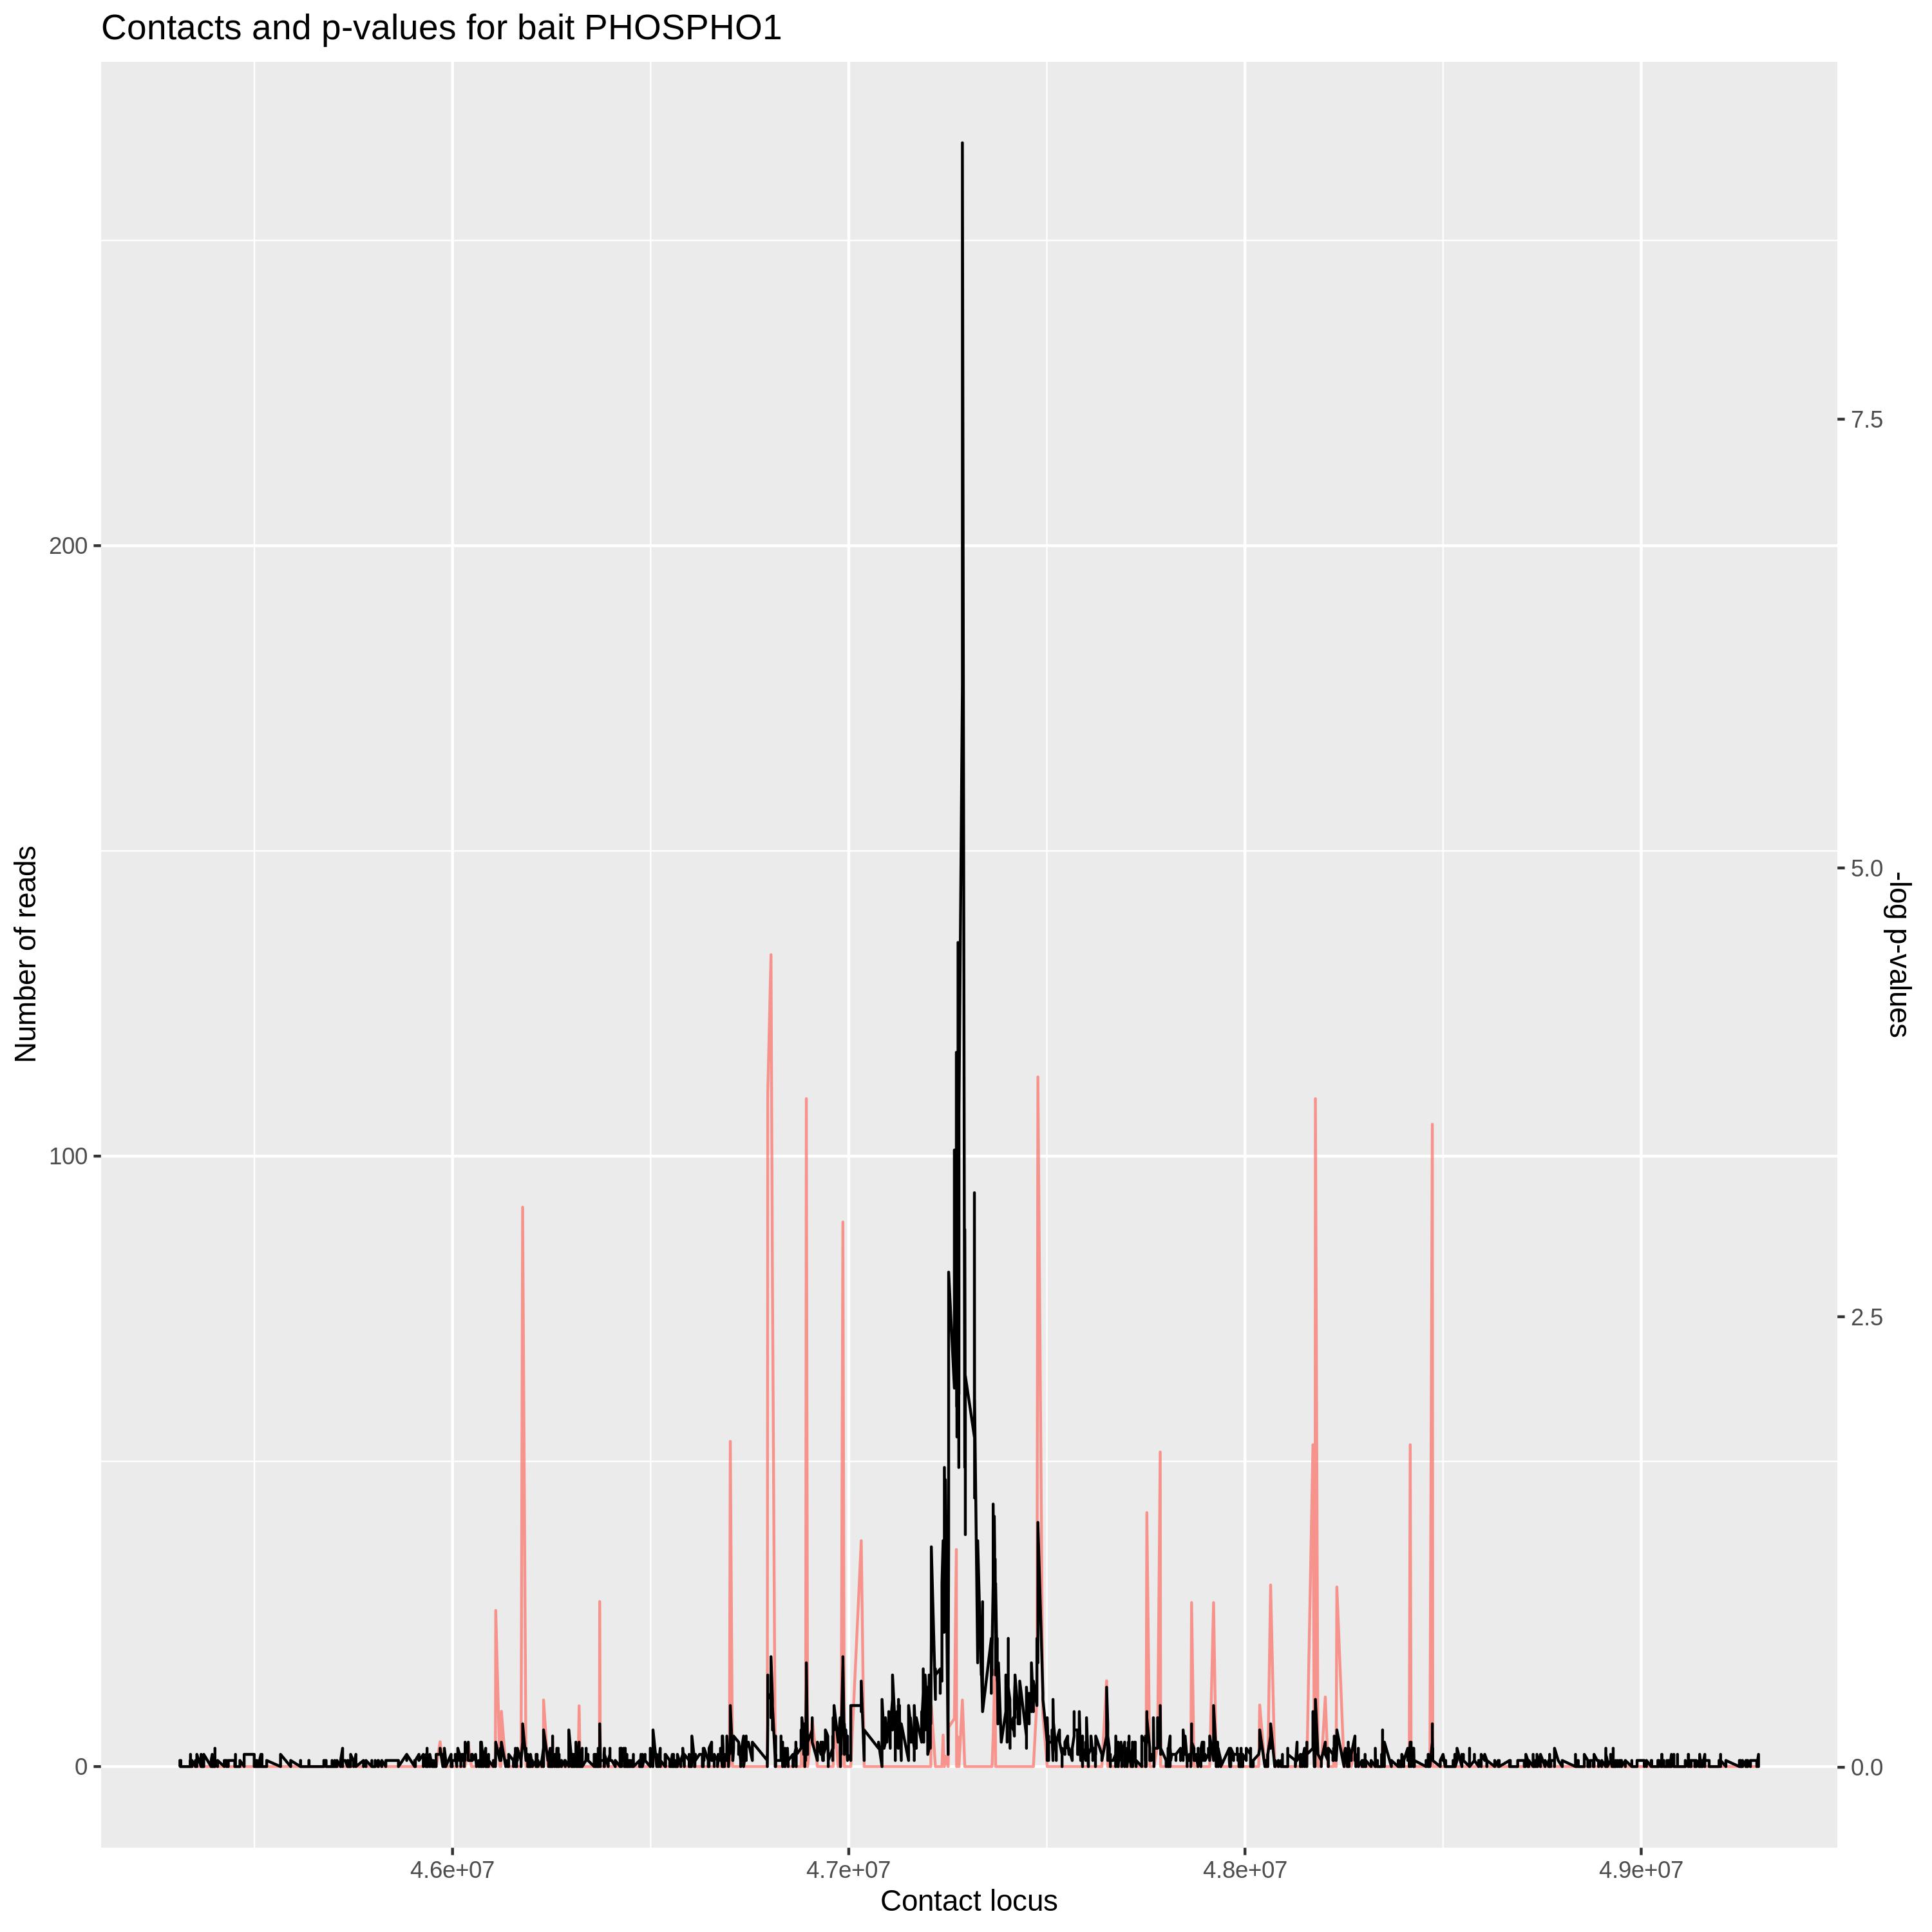 Contacts and p-values for bait PHOSPHO1
Number of reads
200
100
0
7.5
5.0
2.5
0.0
-log p-values
4.6e+07
4.7e+07
4.8e+07
4.9e+07
Contact locus